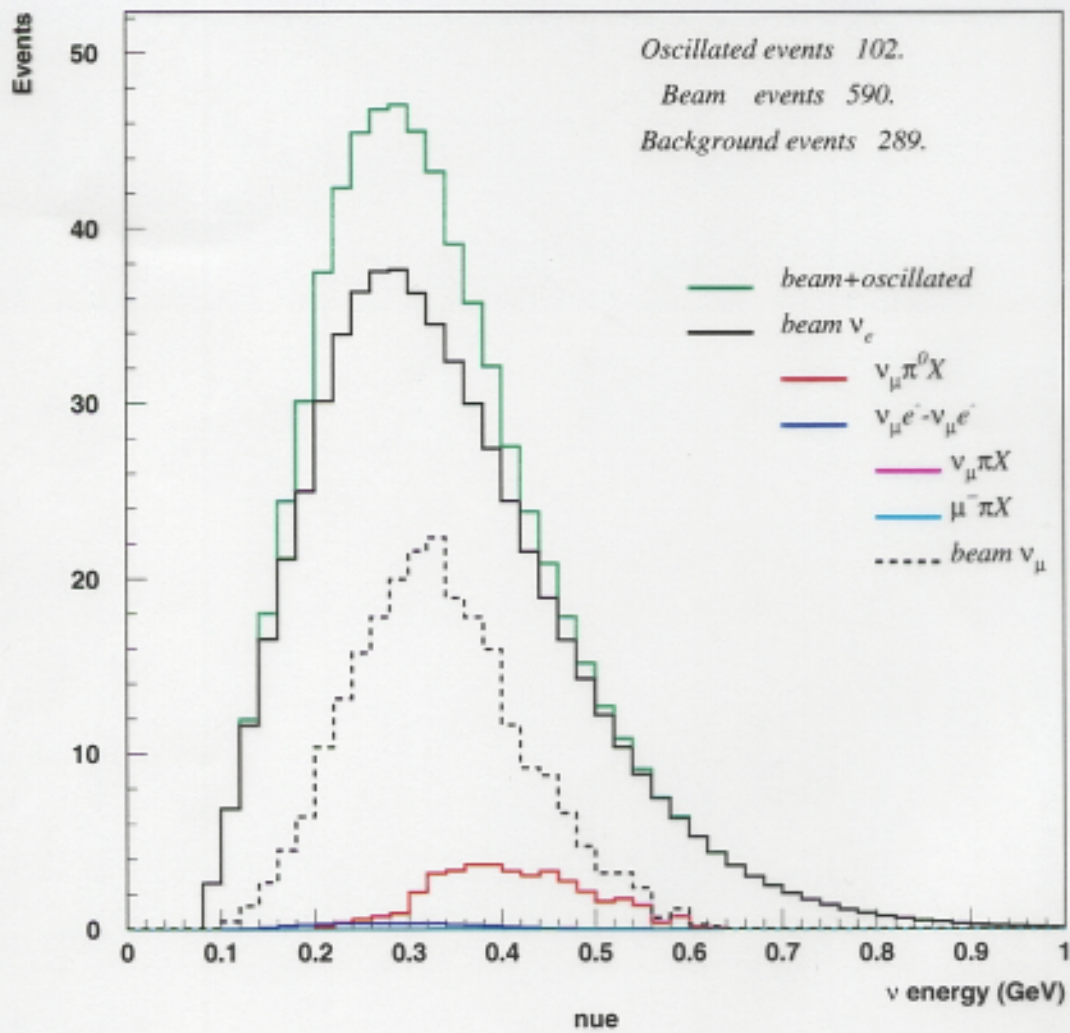 Events
50
40
30
20
10
0
Oscillated events 102.
Beam events 590.
Background events 289.
beam+oscillated
beam νe
νμπ0X
νμe--νμe-
νμπX
μ-πX
beam νμ
0 0.1 0.2 0.3 0.4 0.5 0.6 0.7 0.8 0.9 1
ν energy (GeV)
nue